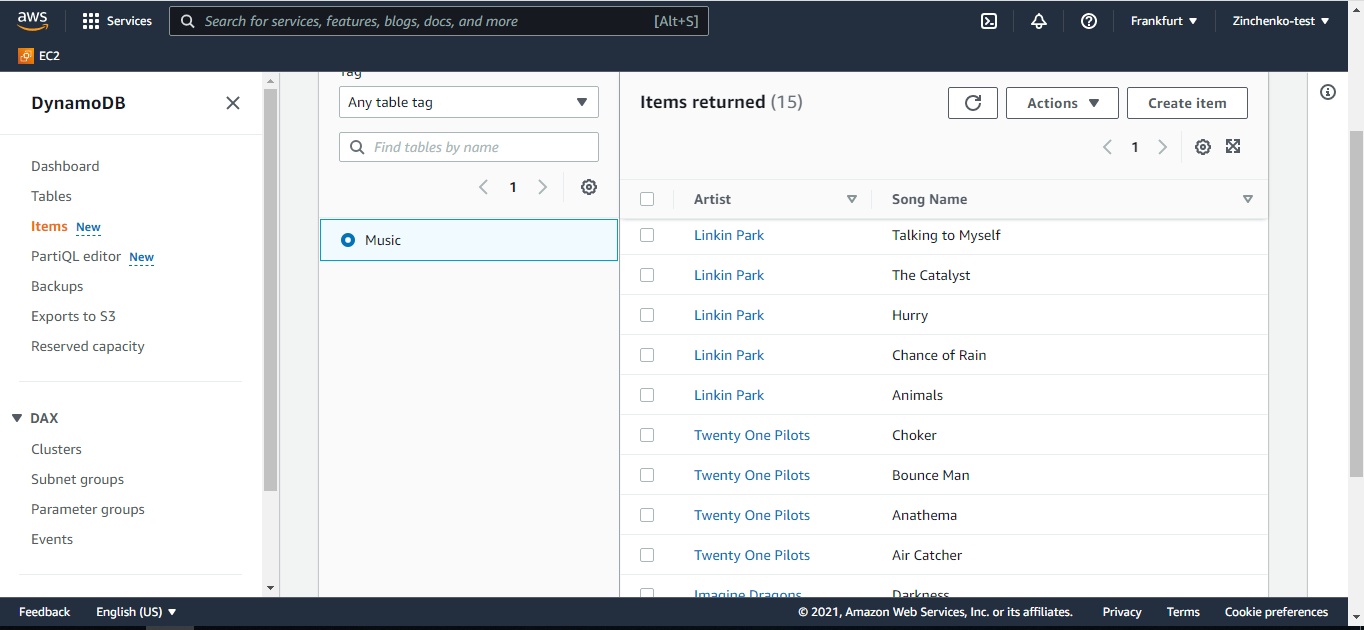 aws
Services
Search for services, features, blogs, docs, and more [Alt+S]
Frankfurt
Zinchenko-test
EC2
DynamoDB
Dashboard
Tables
Items New
PartiQL editor New
Backups
Exports to S3
Reserved capacity
DAX
Clusters
Subnet groups
Parameter groups
Events
Tag
Any table tag
Find tables by name
1
Music
Items returned (15)
Actions
Create item
1
Artist Song Name
Linkin Park Talking to Myself
Linkin Park The Catalyst
Linkin Park Hurry
Linkin Park Chance of Rain
Linkin Park Animals
Twenty One Pilots Choker
Twenty One Pilots Bounce Man
Twenty One Pilots Anathema
Twenty One Pilots Air Catcher
Imagine Dragons Darkness
Feedback English (US) © 2021, Amazon Web Services, Inc. or its affiliates. Privacy Terms Cookie preferences